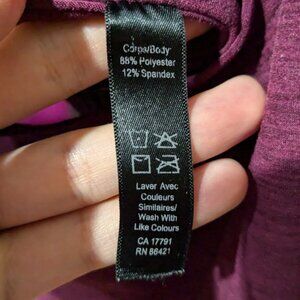 Corps/Body
88% Polyester
12% Spandex
Laver Avec
Couleurs
Similaires/
Wash With
Like Colours
CA 17791
RN 86421